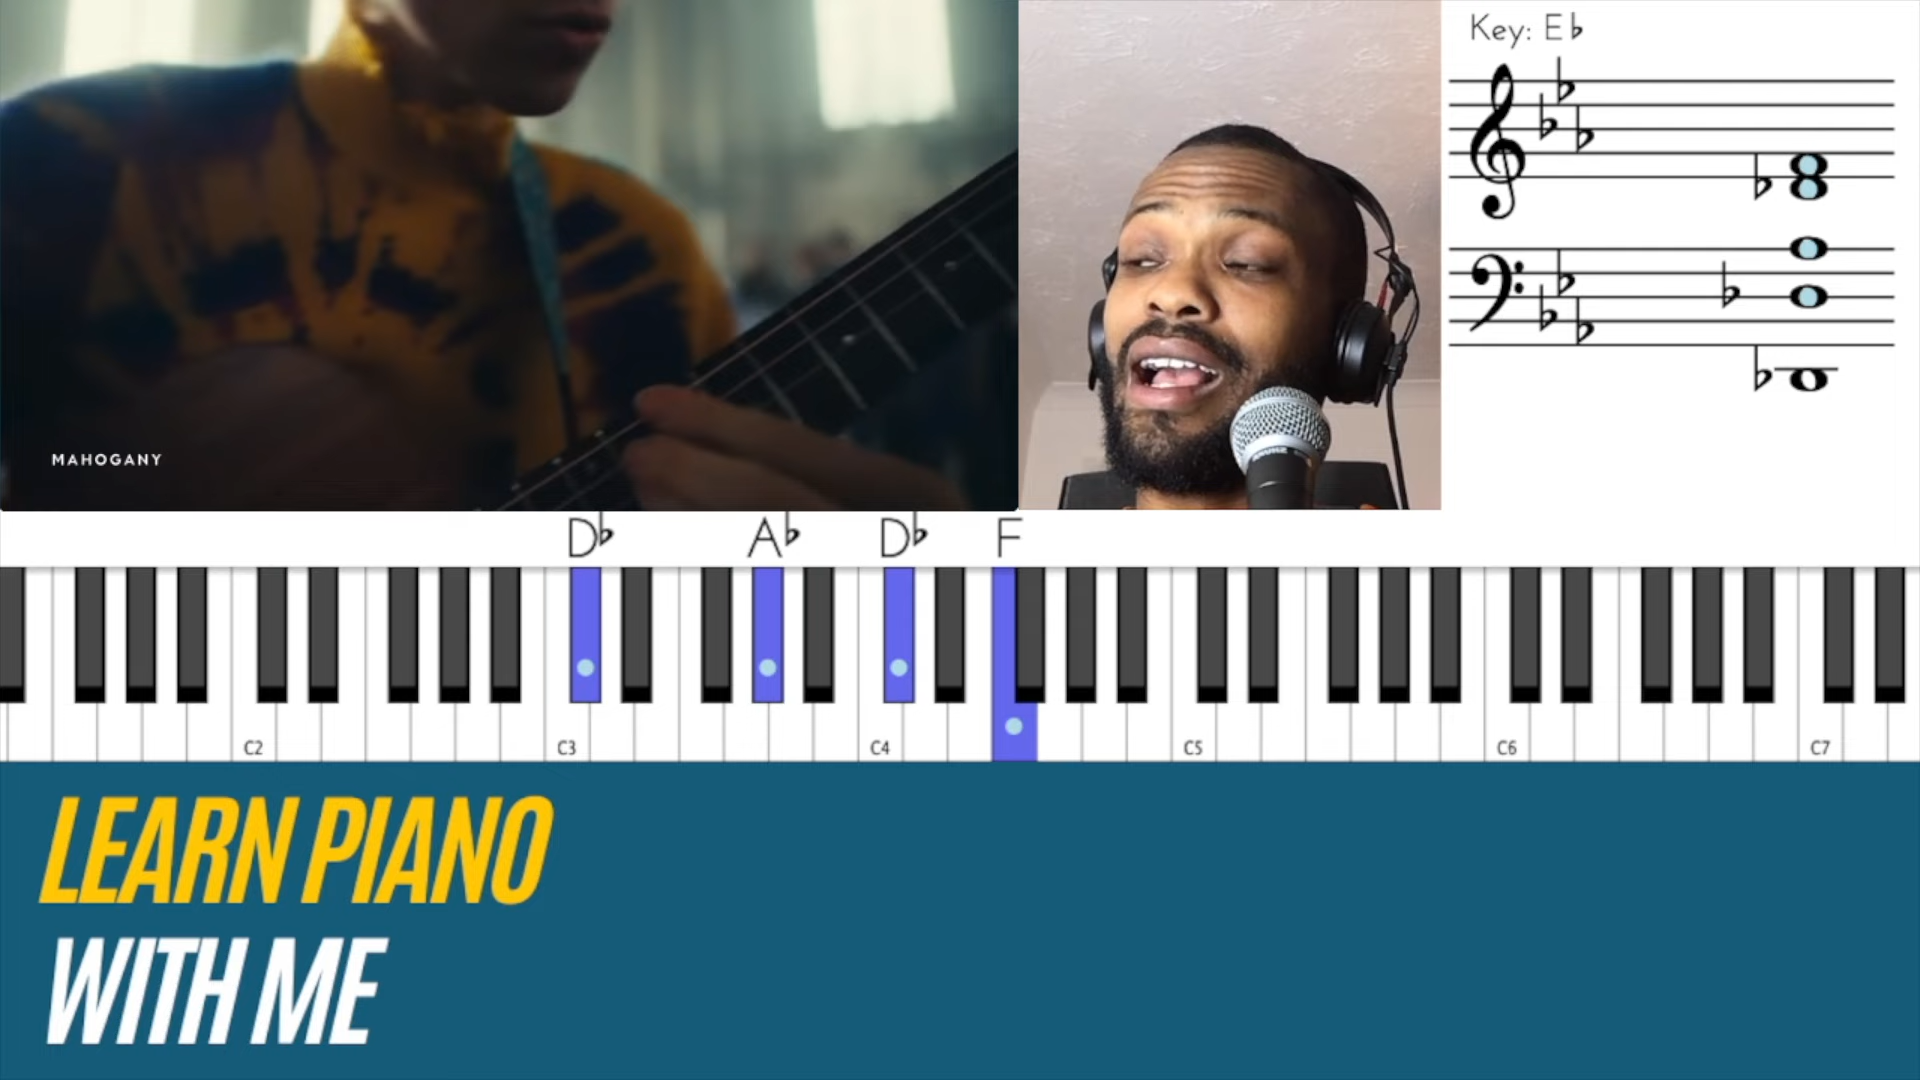 Key: E♭
MAHOGANY
D♭ A♭ D♭ F
C2 C3 C4 C5 C6 C7
LEARN PIANO
WITH ME